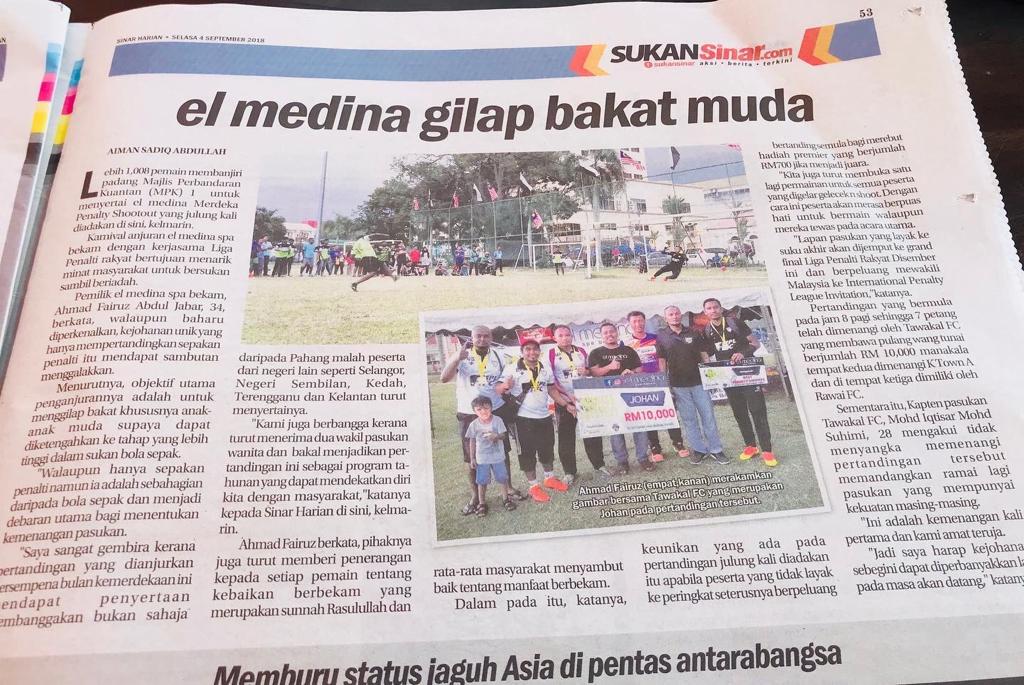 53
SINAR HARIAN • SELASA 4 SEPTEMBER 2018
SUKANSinar.com
sukansinar aksi • berita • terkini
el medina gilap bakat muda
AIMAN SADIQ ABDULLAH
Lebih 1,008 pemain membanjiri
padang Majlis Perbandaran
Kuantan (MPK) 1 untuk
menyertai el medina Merdeka
Penalty Shootout yang julung kali
diadakan di sini, kelmarin.
Karnival anjuran el medina spa
bekam dengan kerjasama Liga
Penalti rakyat bertujuan menarik
minat masyarakat untuk bersukan
sambil beriadah.
Pemilik el medina spa bekam,
Ahmad Fairuz Abdul Jabar, 34,
berkata, walaupun baharu
diperkenalkan, kejohanan unik yang
hanya mempertandingkan sepakan
penalti itu mendapat sambutan
menggalakkan.
Menurutnya, objektif utama
penganjurannya adalah untuk
menggilap bakat khususnya anak-
anak muda supaya dapat
diketengahkan ke tahap yang lebih
tinggi dalam sukan bola sepak.
"Walaupun hanya sepakan
penalti namun ia adalah sebahagian
daripada bola sepak dan menjadi
debaran utama bagi menentukan
kemenangan pasukan.
"Saya sangat gembira kerana
pertandingan yang dianjurkan
bersempena bulan kemerdekaan ini
mendapat penyertaan
membanggakan bukan sahaja
daripada Pahang malah peserta
dari negeri lain seperti Selangor,
Negeri Sembilan, Kedah,
Terengganu dan Kelantan turut
menyertainya.
"Kami juga berbangga kerana
turut menerima dua wakil pasukan
wanita dan bakal menjadikan per-
tandingan ini sebagai program ta-
hunan yang dapat mendekatkan diri
kita dengan masyarakat,"katanya
kepada Sinar Harian di sini, kelma-
rin.
Ahmad Fairuz berkata, pihaknya
juga turut memberi penerangan
kepada setiap pemain tentang
kebaikan berbekam yang
merupakan sunnah Rasulullah dan
JOHAN
RM10,000
Ahmad Fairuz (empat,kanan) merakamkan
gambar bersama Tawakal FC yang merupakan
Johan pada pertandingan tersebut.
rata-rata masyarakat menyambut
baik tentang manfaat berbekam.
Dalam pada itu, katanya,
keunikan yang ada pada
pertandingan julung kali diadakan
itu apabila peserta yang tidak layak
ke peringkat seterusnya berpeluang
bertanding semula bagi merebut
hadiah premier yang berjumlah
RM700 jika menjadi juara.
"Kita juga turut membuka satu
lagi permainan untuk semua peserta
yang digelar gelecek n shoot. Dengan
cara ini peserta akan merasa berpuas
hati untuk bermain walaupun
mereka tewas pada acara utama.
"Lapan pasukan yang layak ke
suku akhir akan dijemput ke grand
final Liga Penalti Rakyat Disember
ini dan berpeluang mewakili
Malaysia ke International Penalty
League Invitation,"katanya.
Pertandingan yang bermula
pada jam 8 pagi sehingga 7 petang
telah dimenangi oleh Tawakal FC
yang membawa pulang wang tunai
berjumlah RM 10,000 manakala
tempat kedua dimenangi K'Town A
dan di tempat ketiga dimiliki oleh
Rawai FC.
Sementara itu, Kapten pasukan
Tawakal FC, Mohd Iqtisar Mohd
Suhimi, 28 mengakui tidak
menyangka memenangi
pertandingan tersebut
memandangkan ramai lagi
pasukan yang mempunyai
kekuatan masing-masing.
"Ini adalah kemenangan kali
pertama dan kami amat teruja.
"Jadi saya harap kejohana
sebegini dapat diperbanyakkan la
pada masa akan datang," katany
Memburu status jaguh Asia di pentas antarabangsa